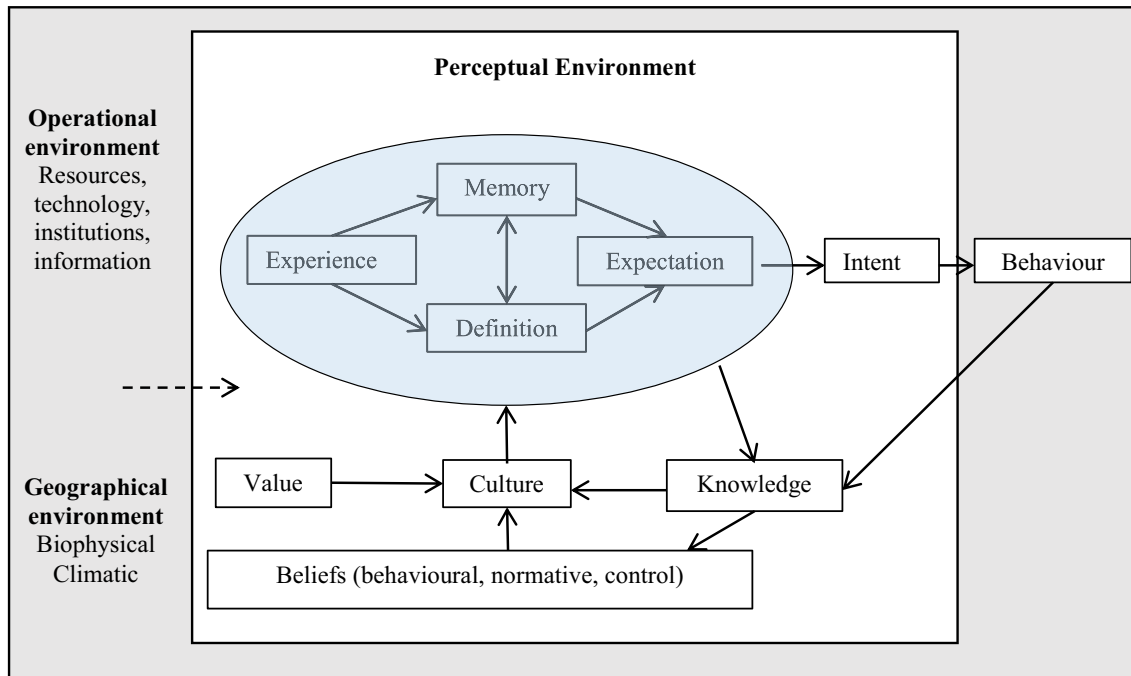 Perceptual Environment
Operational
environment
Resources,
technology,
institutions,
information
Memory
Experience
Expectation
Definition
Intent
Behaviour
Geographical
environment
Biophysical
Climatic
Value
Culture
Knowledge
Beliefs (behavioural, normative, control)